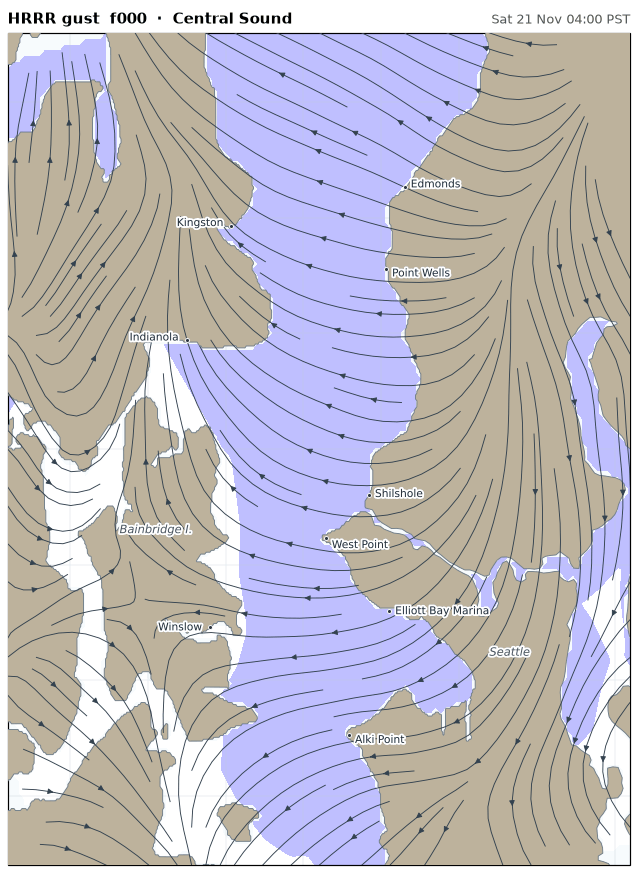 HRRR gust f000 · Central Sound
Sat 21 Nov 04:00 PST
Edmonds
Kingston
Point Wells
Indianola
Shilshole
Bainbridge I.
West Point
Elliott Bay Marina
Winslow
Seattle
Alki Point